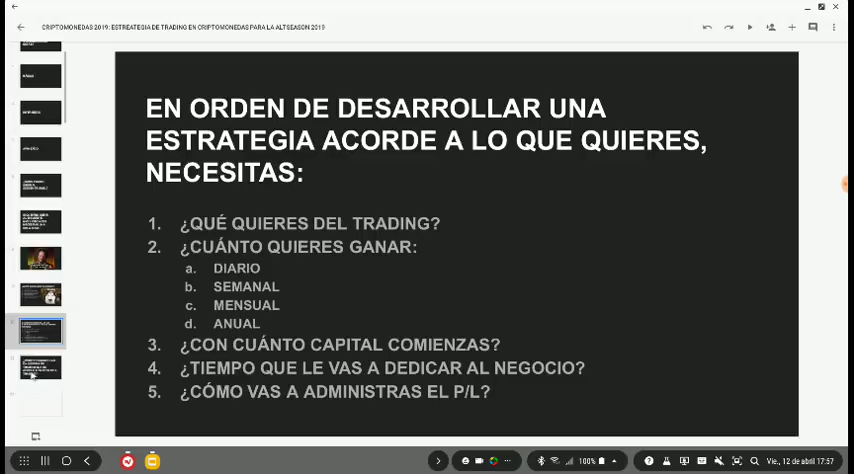 CRIPTOMONEDAS 2019: ESTREATEGIA DE TRADING EN CRIPTOMONEDAS PARA LA ALTSEASON 2019
EN ORDEN DE DESARROLLAR UNA
ESTRATEGIA ACORDE A LO QUE QUIERES,
NECESITAS:
1. ¿QUÉ QUIERES DEL TRADING?
2. ¿CUÁNTO QUIERES GANAR:
a. DIARIO
b. SEMANAL
c. MENSUAL
d. ANUAL
3. ¿CON CUÁNTO CAPITAL COMIENZAS?
4. ¿TIEMPO QUE LE VAS A DEDICAR AL NEGOCIO?
5. ¿CÓMO VAS A ADMINISTRAS EL P/L?
100%
Vie., 12 de abril 17:57